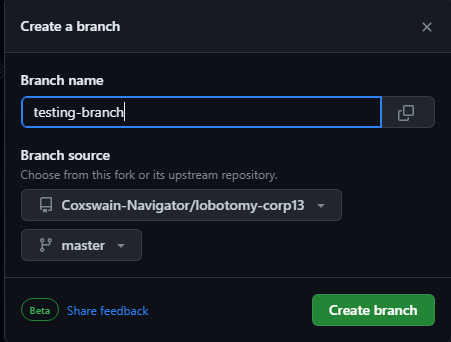 Create a branch
Branch name
testing-branch
Branch source
Choose from this fork or its upstream repository.
Coxswain-Navigator/lobotomy-corp13
master
Beta Share feedback
Create branch